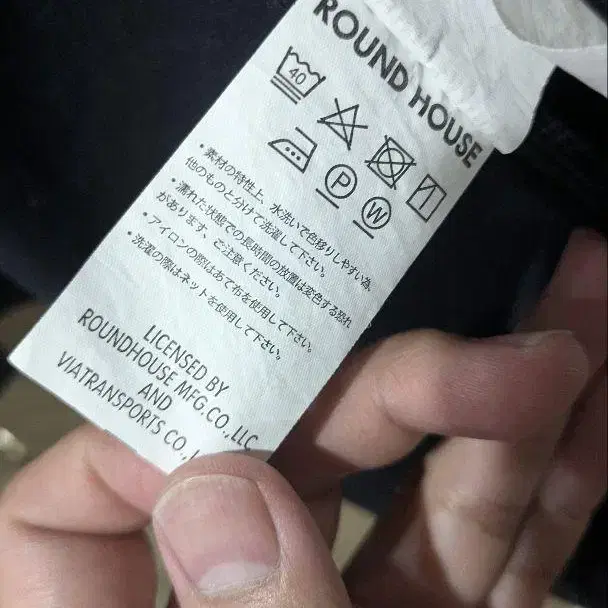 ROUND HOUSE
40
P
W
・素材の特性上、水洗いで色移りしやすい為、
他のものと分けて洗濯して下さい。
・濡れた状態での長時間の放置は変色する恐れ
があります、ご注意ください。
・アイロンの際はあて布を使用して下さい。
・洗濯の際はネットを使用して下さい。
LICENSED BY
ROUNDHOUSE MFG.CO.,LLC
AND
VIATRANSPORTS CO.,